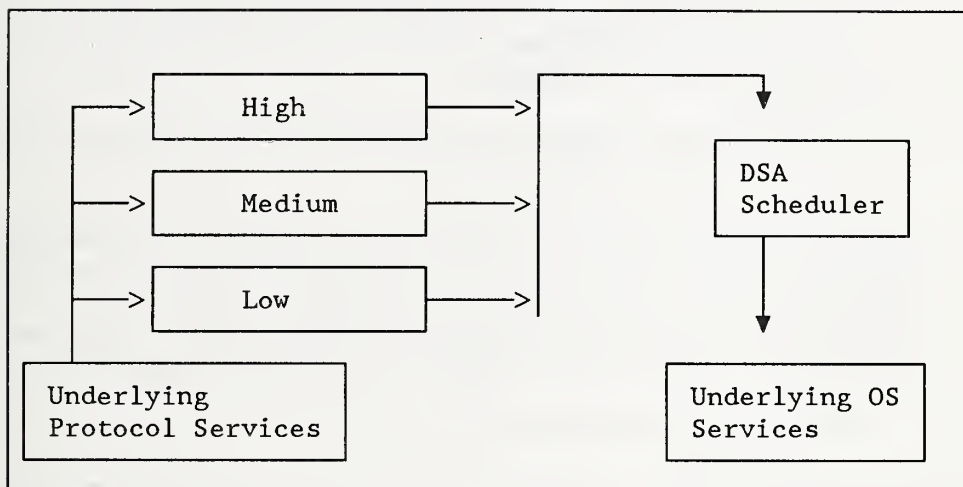 High
DSA
Scheduler
Medium
Low
Underlying
Protocol Services
Underlying OS
Services